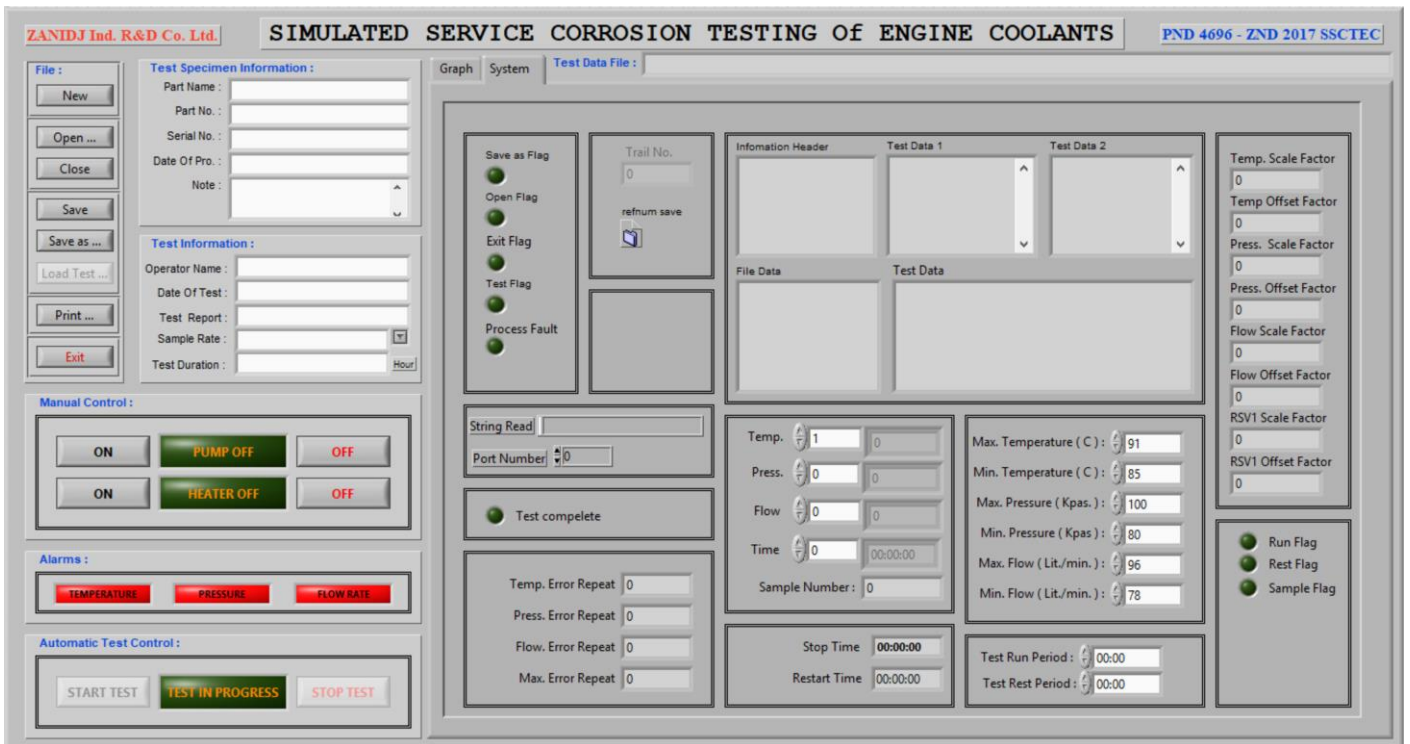 ZANIDJ Ind. R&D Co. Ltd.
SIMULATED SERVICE CORROSION TESTING Of ENGINE COOLANTS
PND 4696 - ZND 2017 SSCTEC
File :
New
Open ...
Close
Save
Save as ...
Load Test ...
Print ...
Exit
Test Specimen Information :
Part Name :
Part No. :
Serial No. :
Date Of Pro. :
Note :
Test Information :
Operator Name :
Date Of Test :
Test Report :
Sample Rate :
Test Duration :
Hour
Manual Control :
ON
PUMP OFF
OFF
ON
HEATER OFF
OFF
Alarms :
TEMPERATURE
PRESSURE
FLOW RATE
Automatic Test Control :
START TEST
TEST IN PROGRESS
STOP TEST
Graph
System
Test Data File :
Save as Flag
Open Flag
Exit Flag
Test Flag
Process Fault
Trail No.
0
refnum save
Infomation Header
Test Data 1
Test Data 2
File Data
Test Data
String Read
Port Number
0
Test compelete
Temp. Error Repeat 0
Press. Error Repeat 0
Flow. Error Repeat 0
Max. Error Repeat 0
Temp. 1 0
Press. 0 0
Flow 0 0
Time 0 00:00:00
Sample Number : 0
Stop Time 00:00:00
Restart Time 00:00:00
Max. Temperature ( C ) : 91
Min. Temperature ( C ) : 85
Max. Pressure ( Kpas. ) : 100
Min. Pressure ( Kpas ) : 80
Max. Flow ( Lit./min. ) : 96
Min. Flow ( Lit./min. ) : 78
Test Run Period : 00:00
Test Rest Period : 00:00
Temp. Scale Factor
0
Temp Offset Factor
0
Press. Scale Factor
0
Press. Offset Factor
0
Flow Scale Factor
0
Flow Offset Factor
0
RSV1 Scale Factor
0
RSV1 Offset Factor
0
Run Flag
Rest Flag
Sample Flag